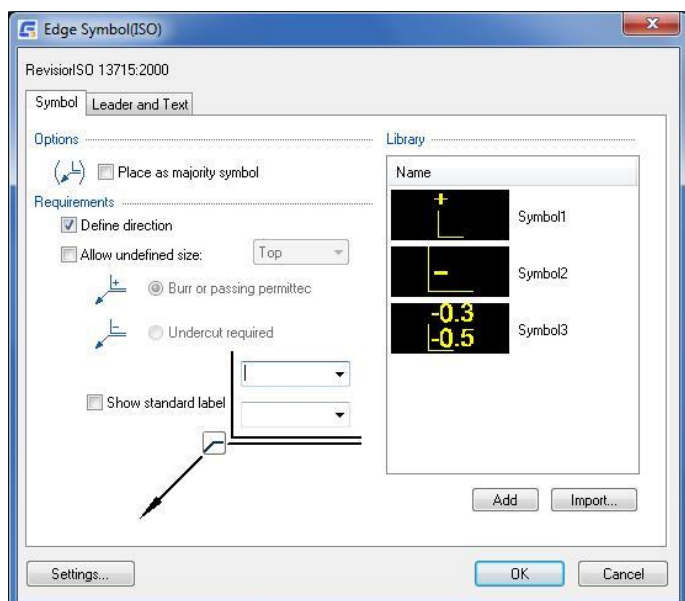 Edge Symbol(ISO)
RevisiorISO 13715:2000
Symbol
Leader and Text
Options
Place as majority symbol
Requirements
Define direction
Allow undefined size:
Top
Burr or passing permittec
Undercut required
Show standard label
Library
Name
+
Symbol1
-
Symbol2
-0.3
-0.5
Symbol3
Add
Import...
Settings...
OK
Cancel